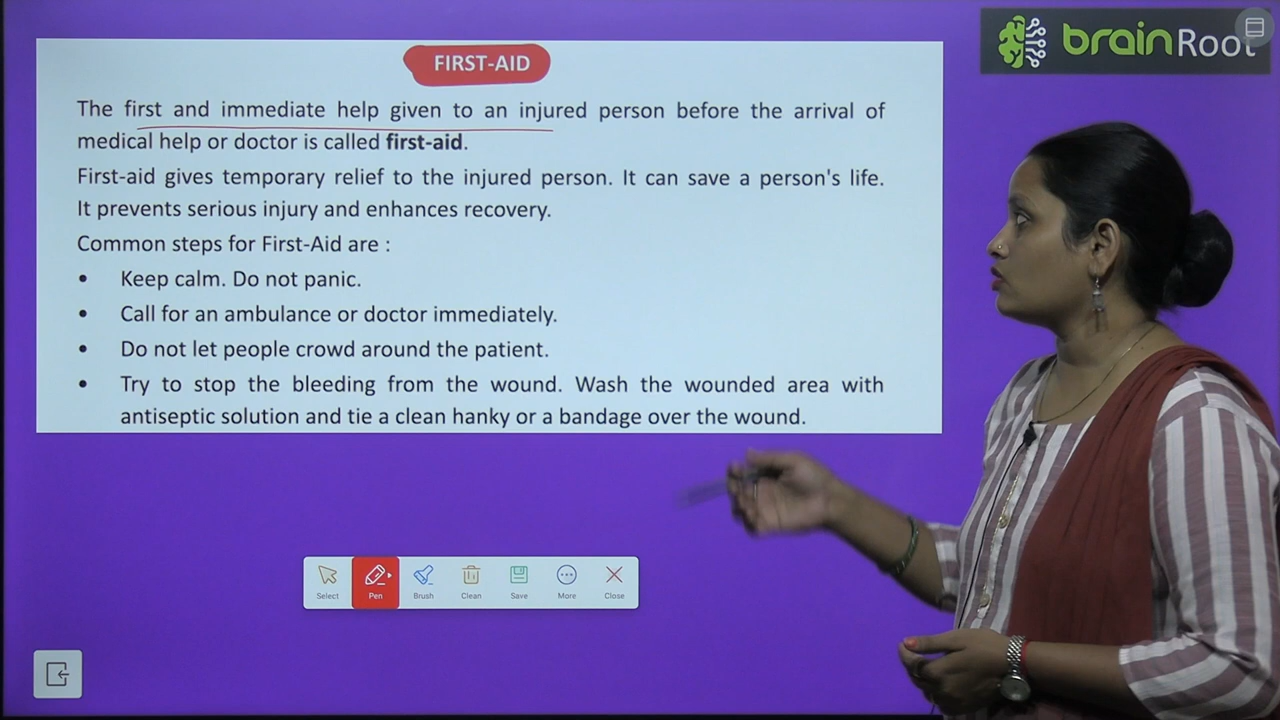 brainRoot
FIRST-AID
The first and immediate help given to an injured person before the arrival of
medical help or doctor is called first-aid.
First-aid gives temporary relief to the injured person. It can save a person's life.
It prevents serious injury and enhances recovery.
Common steps for First-Aid are :
• Keep calm. Do not panic.
• Call for an ambulance or doctor immediately.
• Do not let people crowd around the patient.
• Try to stop the bleeding from the wound. Wash the wounded area with
antiseptic solution and tie a clean hanky or a bandage over the wound.
Select Pen Brush Clean Save More Close